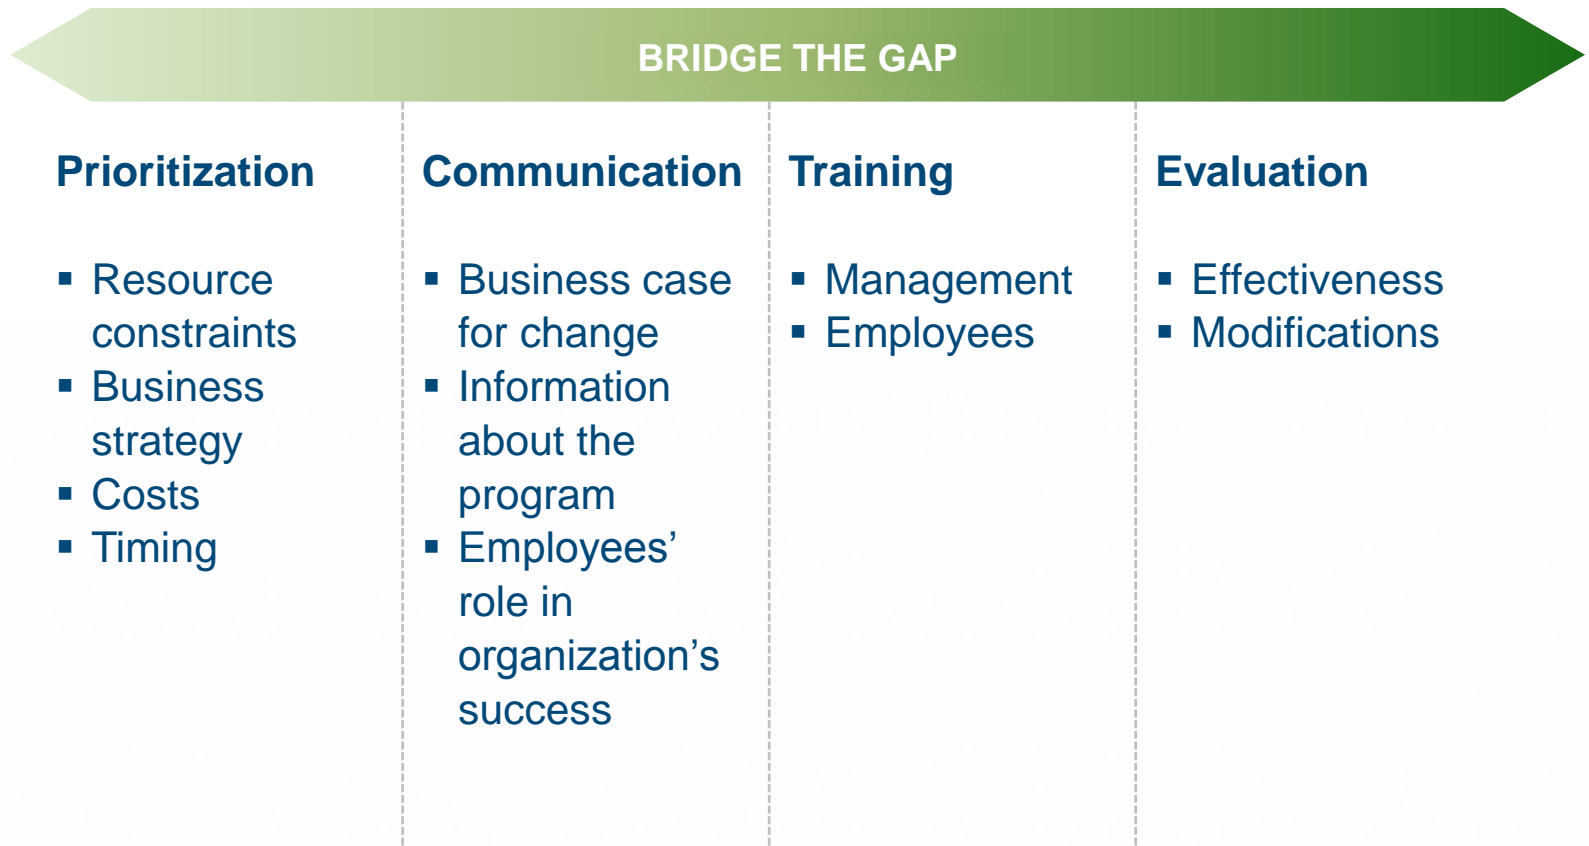 BRIDGE THE GAP
Prioritization
▪ Resource
constraints
▪ Business
strategy
▪ Costs
▪ Timing
Communication
▪ Business case
for change
▪ Information
about the
program
▪ Employees’
role in
organization’s
success
Training
▪ Management
▪ Employees
Evaluation
▪ Effectiveness
▪ Modifications